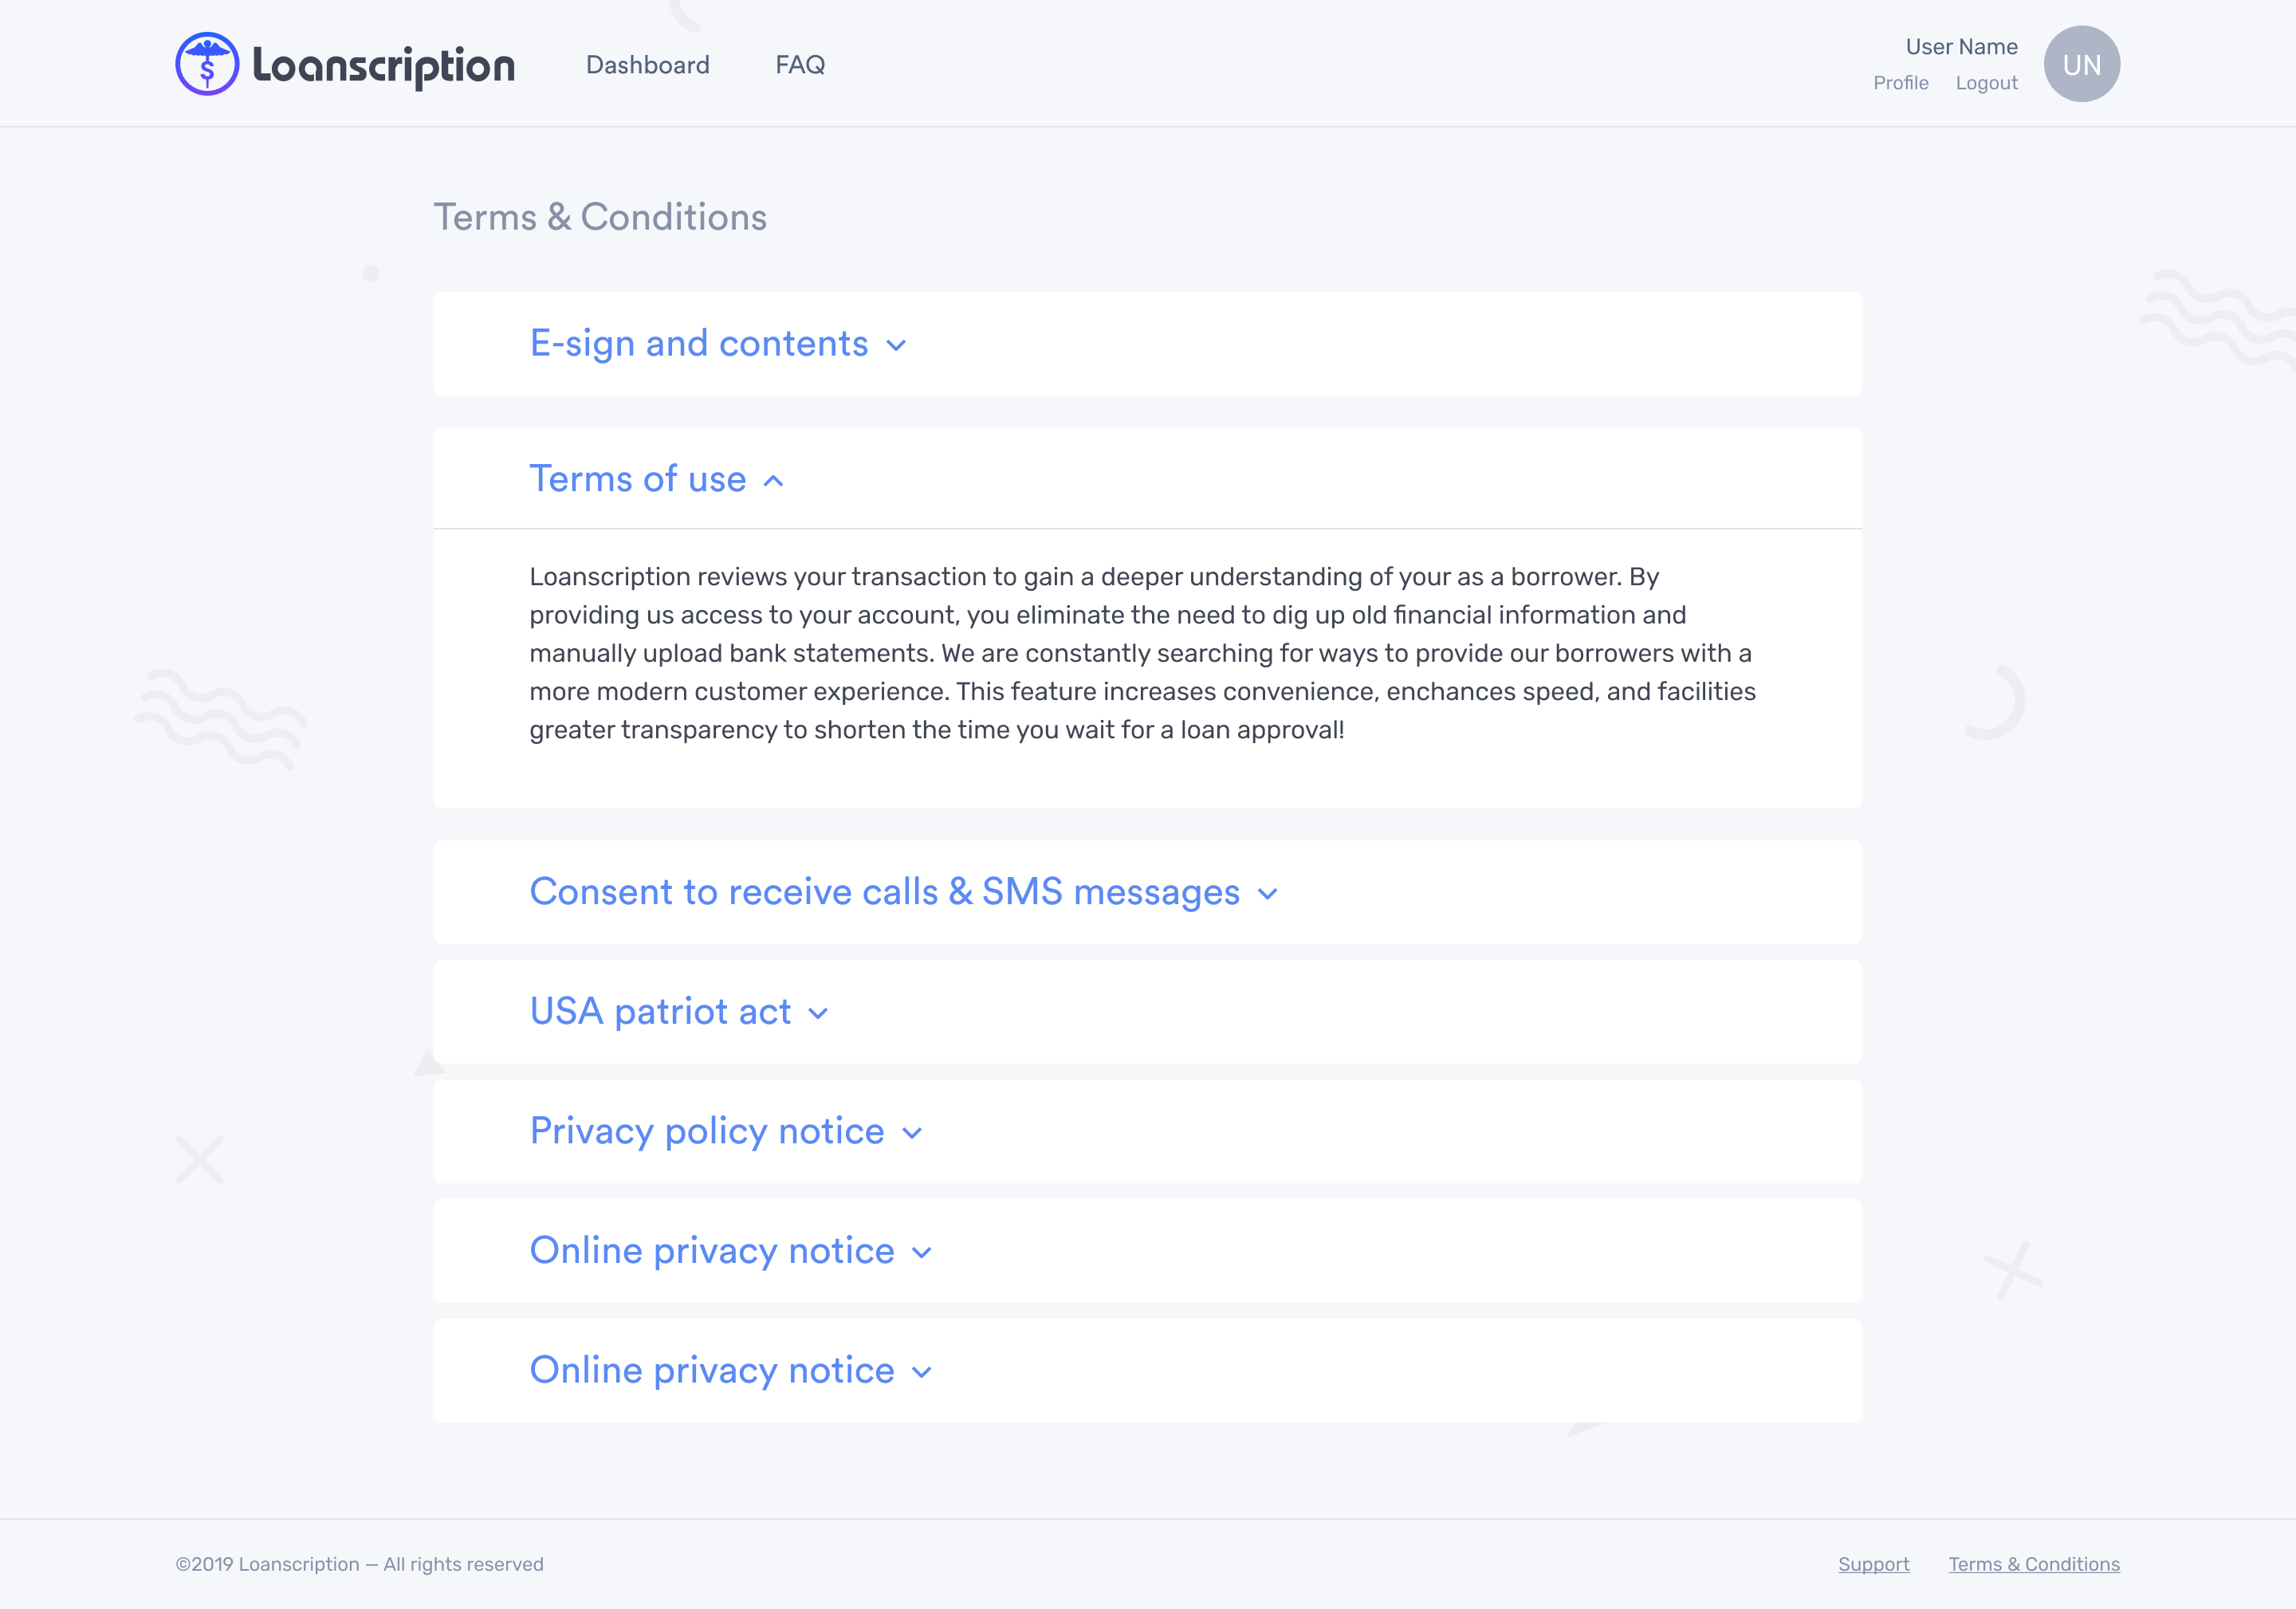 Loanscription
Dashboard
FAQ
User Name
Profile
Logout
UN
Terms & Conditions
E-sign and contents
Terms of use
Loanscription reviews your transaction to gain a deeper understanding of your as a borrower. By
providing us access to your account, you eliminate the need to dig up old financial information and
manually upload bank statements. We are constantly searching for ways to provide our borrowers with a
more modern customer experience. This feature increases convenience, enchances speed, and facilities
greater transparency to shorten the time you wait for a loan approval!
Consent to receive calls & SMS messages
USA patriot act
Privacy policy notice
Online privacy notice
Online privacy notice
©2019 Loanscription — All rights reserved
Support
Terms & Conditions